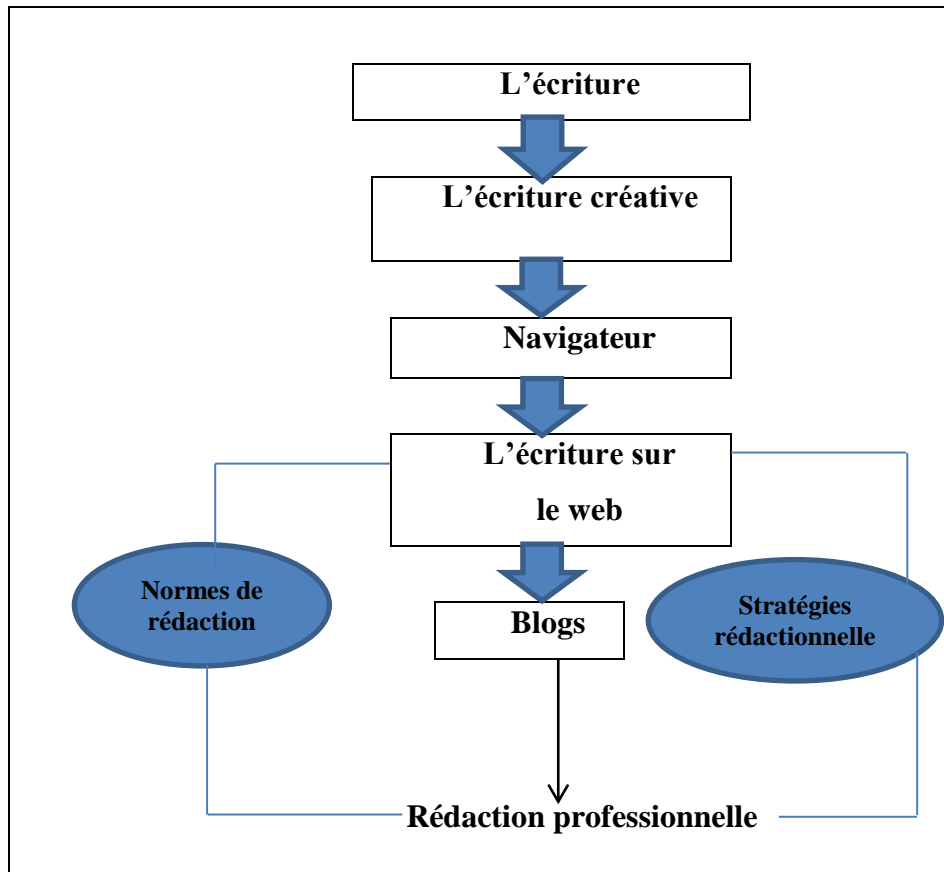 L’écriture
L’écriture créative
Navigateur
L’écriture sur
le web
Normes de
rédaction
Blogs
Stratégies
rédactionnelle
Rédaction professionnelle